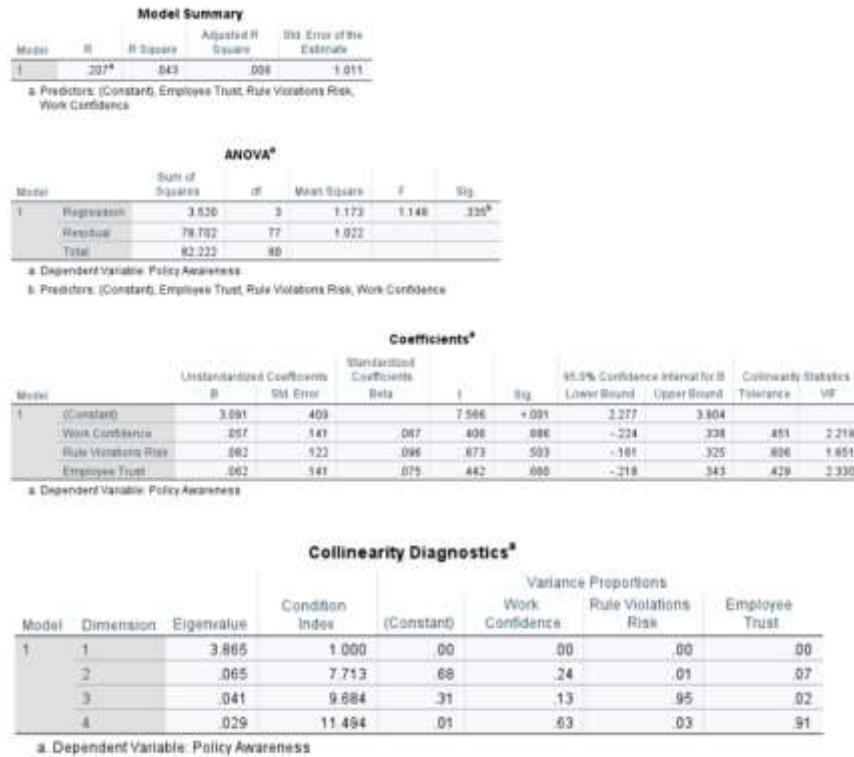 Model Summary
Model R R Square Adjusted R Square Std. Error of the Estimate
1 .207a .043 .006 1.011
a. Predictors: (Constant), Employee Trust, Rule Violations Risk,
Work Confidence
ANOVAa
Model Sum of Squares df Mean Square F Sig.
1 Regression 3.520 3 1.173 1.148 .335b
Residual 78.702 77 1.022
Total 82.222 80
a. Dependent Variable: Policy Awareness
b. Predictors: (Constant), Employee Trust, Rule Violations Risk, Work Confidence
Coefficientsa
Unstandardized Coefficients Standardized Coefficients 95.0% Confidence Interval for B Collinearity Statistics
Model B Std. Error Beta t Sig. Lower Bound Upper Bound Tolerance VIF
1 (Constant) 3.091 .409 7.566 <.001 2.277 3.904
Work Confidence .057 .141 .067 .406 .686 -.224 .338 .451 2.219
Rule Violations Risk .082 .122 .096 .673 .503 -.161 .325 .606 1.651
Employee Trust .062 .141 .075 .442 .660 -.218 .343 .429 2.330
a. Dependent Variable: Policy Awareness
Collinearity Diagnosticsa
Variance Proportions
Model Dimension Eigenvalue Condition Index (Constant) Work Confidence Rule Violations Risk Employee Trust
1 1 3.865 1.000 .00 .00 .00 .00
2 .065 7.713 .68 .24 .01 .07
3 .041 9.684 .31 .13 .95 .02
4 .029 11.494 .01 .63 .03 .91
a. Dependent Variable: Policy Awareness